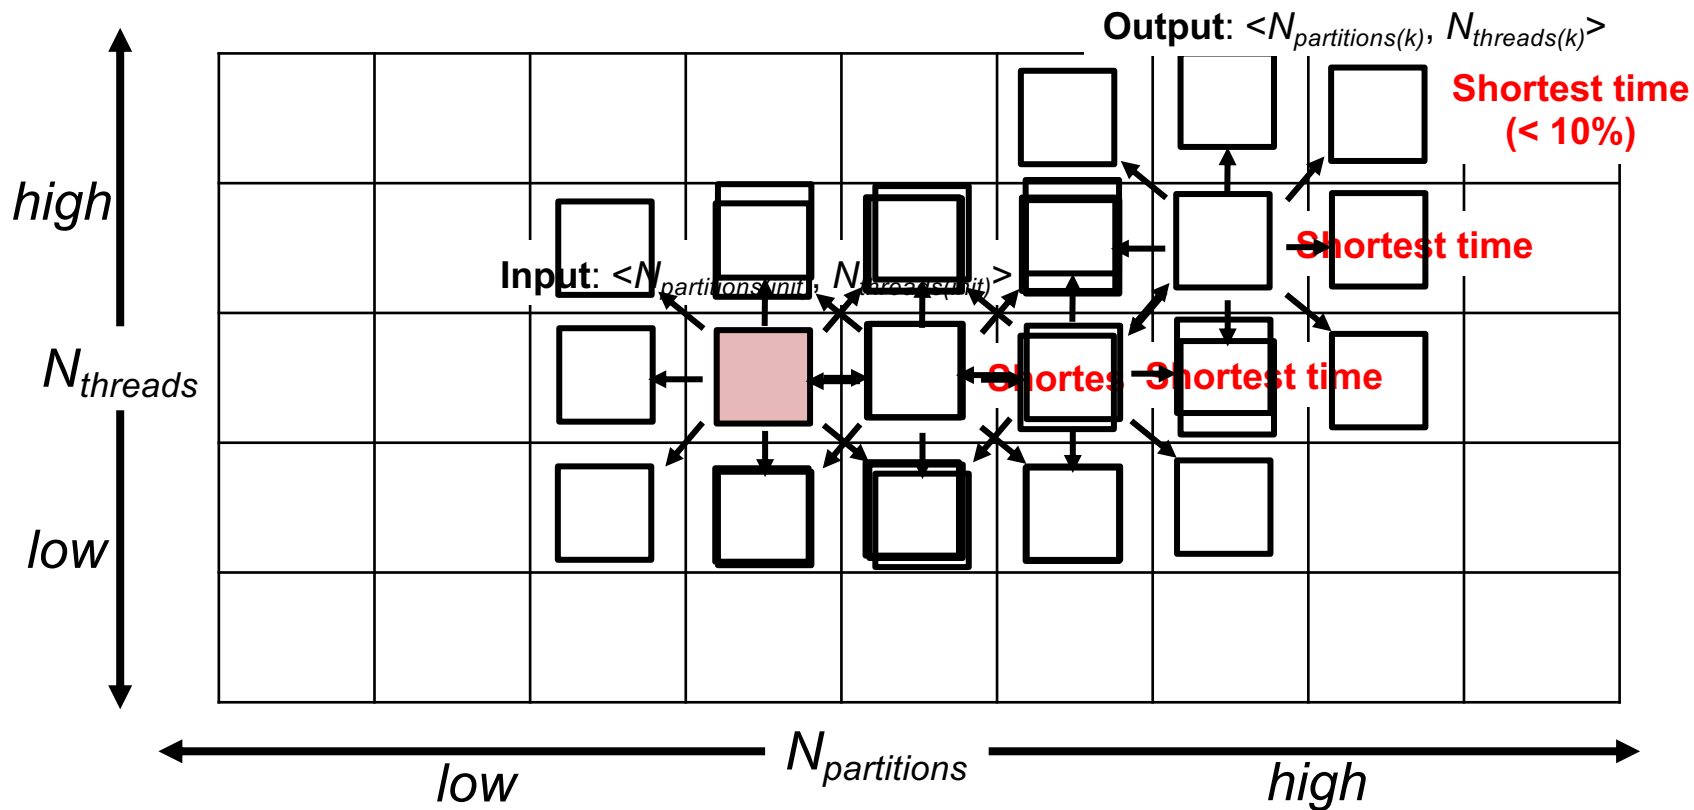 Output: <Npartitions(k), Nthreads(k)>
Shortest time
(< 10%)
high
Shortest time
Input: <Npartitions(init), Nthreads(init)>
Nthreads
Shortes
Shortest time
low
Npartitions
low
high